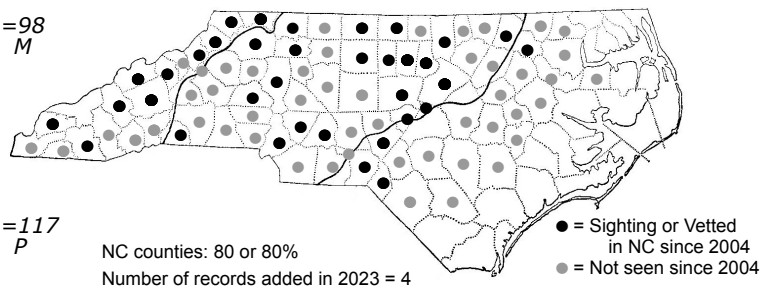 =98
M
=117
P
NC counties: 80 or 80%
Number of records added in 2023 = 4
= Sighting or Vetted
in NC since 2004
= Not seen since 2004